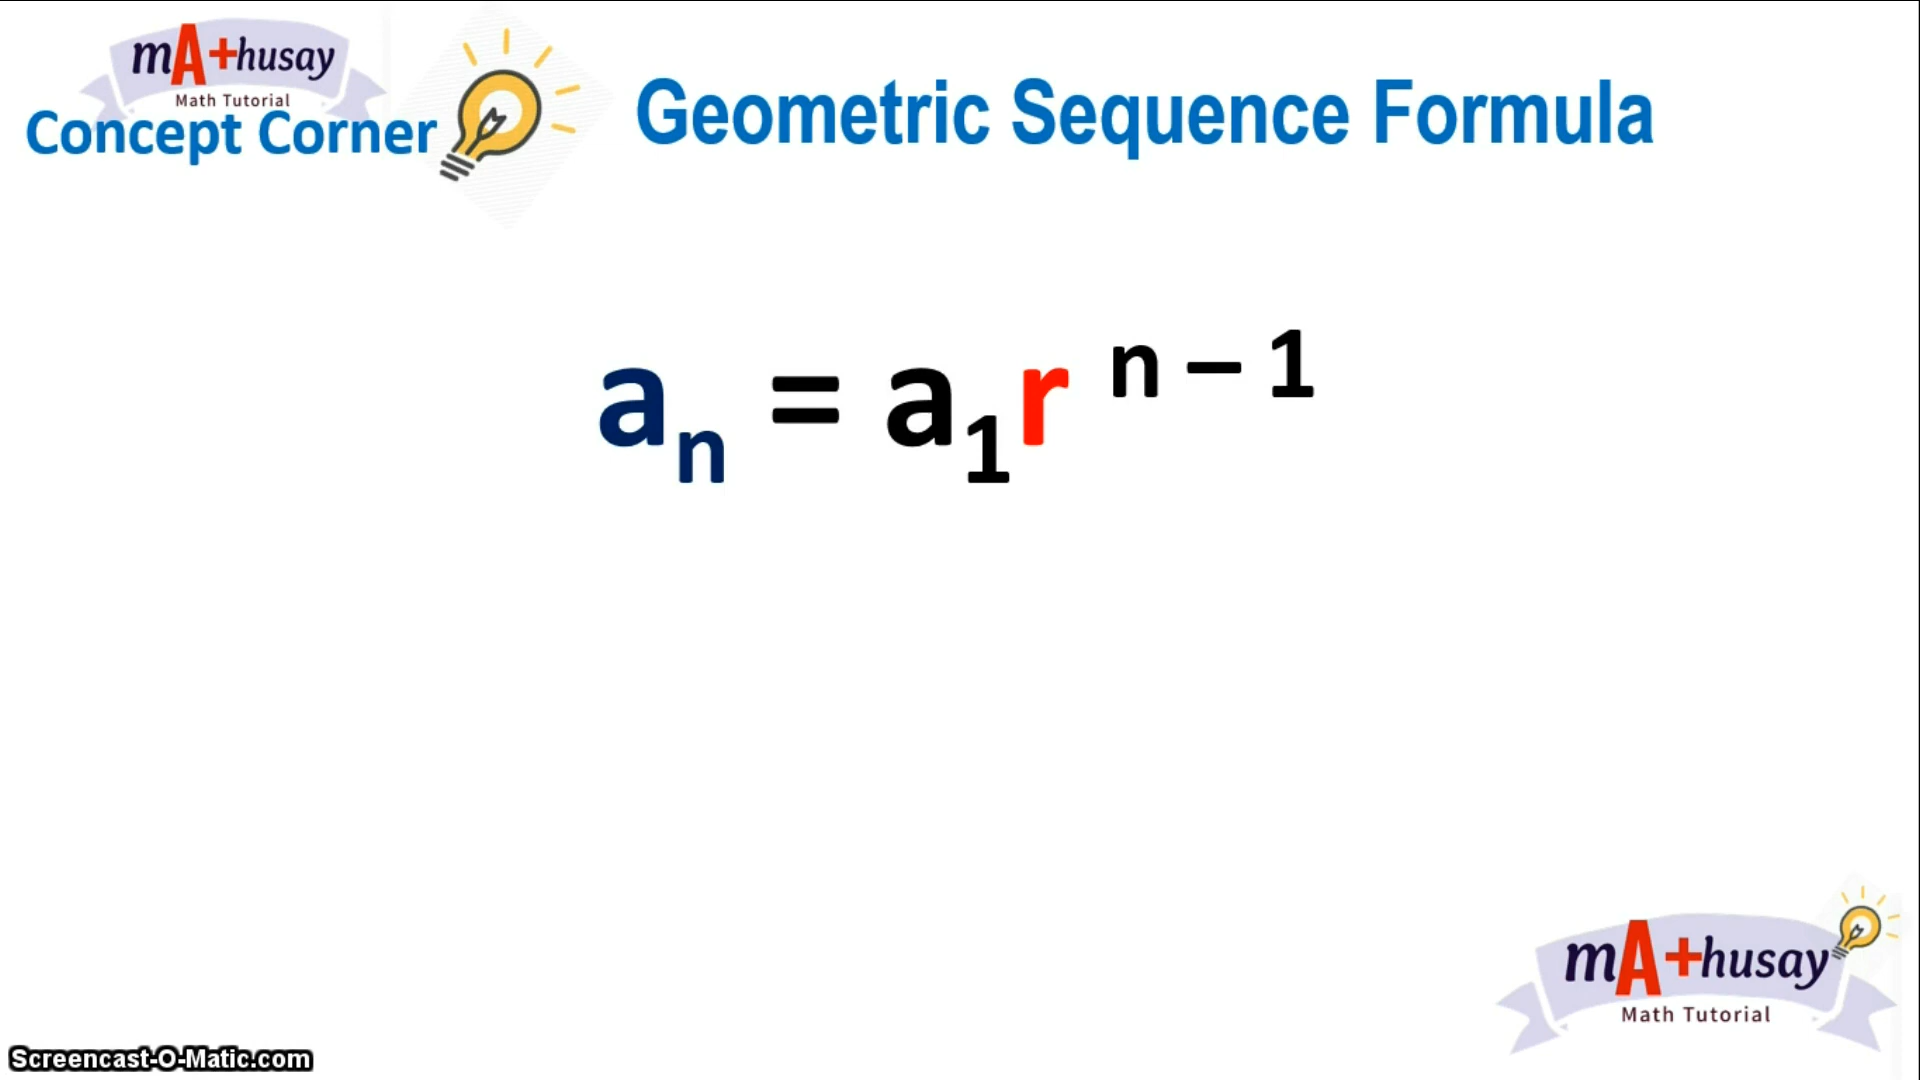 mA+husay
Math Tutorial
Concept Corner
Geometric Sequence Formula
aₙ = a₁r ⁿ ⁻ ¹
mA+husay
Math Tutorial
Screencast-O-Matic.com